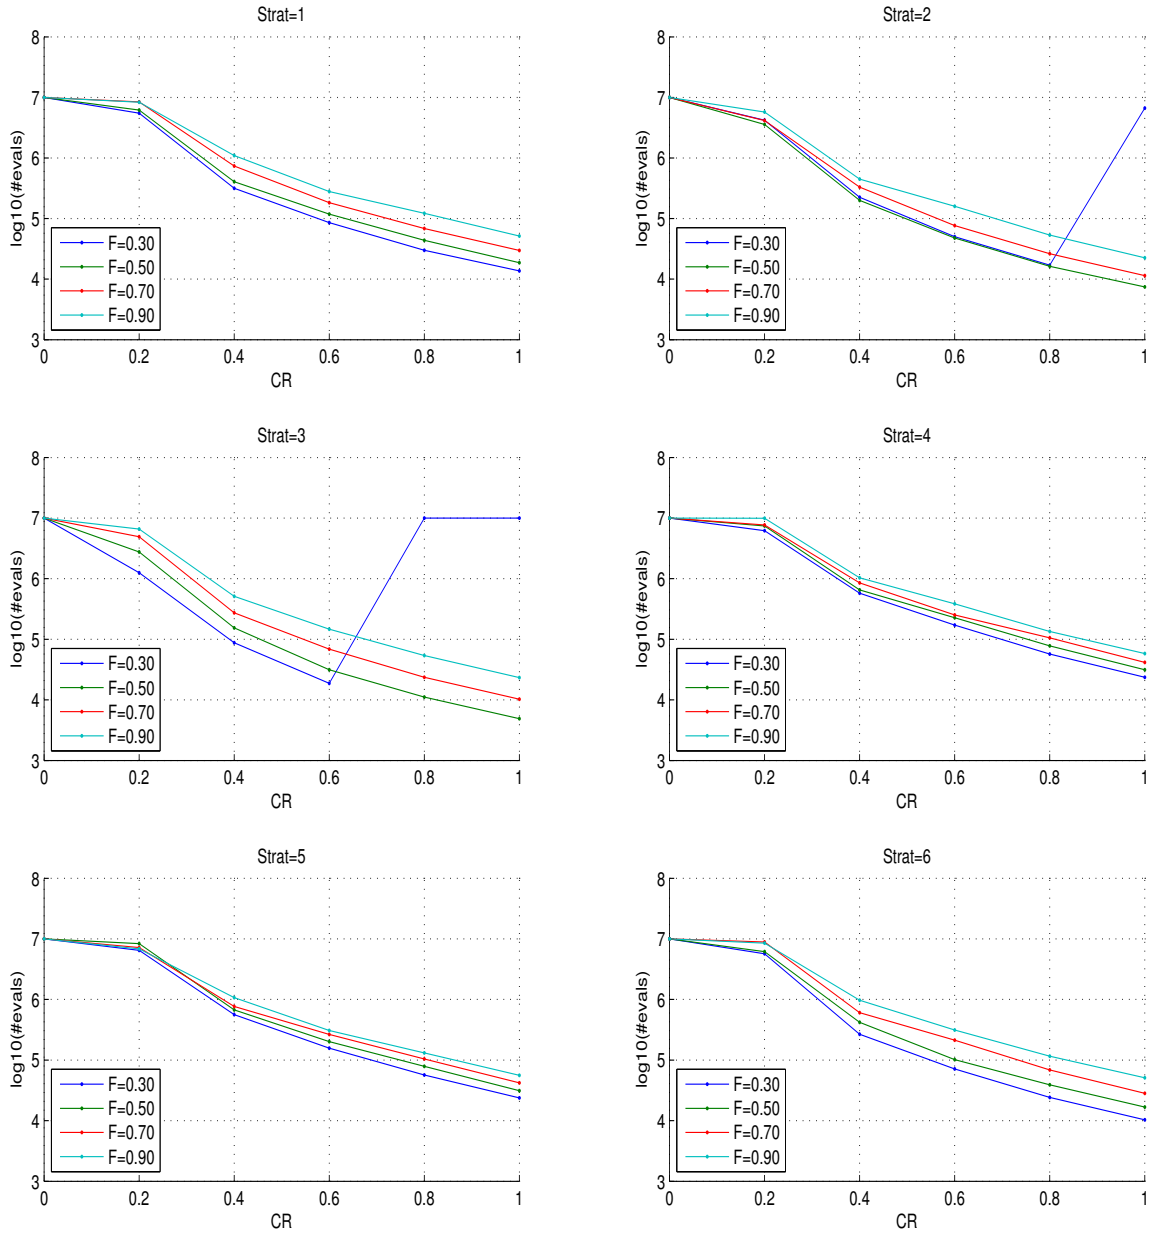 Strat=1
8
7
6
5
4
3
log10(#evals)
F=0.30
F=0.50
F=0.70
F=0.90
0 0.2 0.4 0.6 0.8 1
CR
Strat=2
8
7
6
5
4
3
log10(#evals)
F=0.30
F=0.50
F=0.70
F=0.90
0 0.2 0.4 0.6 0.8 1
CR
Strat=3
8
7
6
5
4
3
log10(#evals)
F=0.30
F=0.50
F=0.70
F=0.90
0 0.2 0.4 0.6 0.8 1
CR
Strat=4
8
7
6
5
4
3
log10(#evals)
F=0.30
F=0.50
F=0.70
F=0.90
0 0.2 0.4 0.6 0.8 1
CR
Strat=5
8
7
6
5
4
3
log10(#evals)
F=0.30
F=0.50
F=0.70
F=0.90
0 0.2 0.4 0.6 0.8 1
CR
Strat=6
8
7
6
5
4
3
log10(#evals)
F=0.30
F=0.50
F=0.70
F=0.90
0 0.2 0.4 0.6 0.8 1
CR